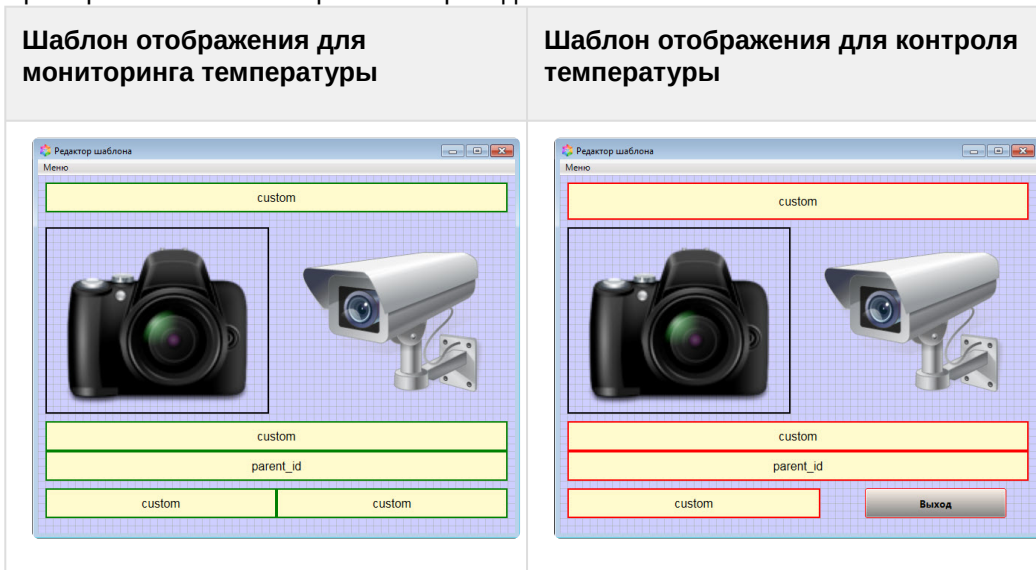 Шаблон отображения для
мониторинга температуры
Шаблон отображения для контроля
температуры
Редактор шаблона
Меню
custom
custom
parent_id
custom
custom
Редактор шаблона
Меню
custom
custom
parent_id
custom
Выход